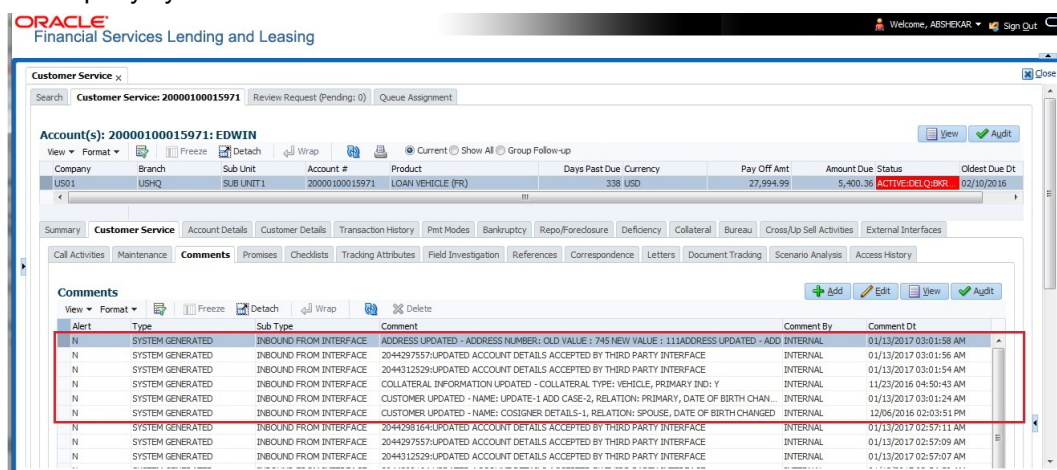 ORACLE
Financial Services Lending and Leasing
Welcome, ABSHEKAR Sign Out
Close
Customer Service x
Search Customer Service: 20000100015971 Review Request (Pending: 0) Queue Assignment
Account(s): 20000100015971: EDWIN
View Audit
View Format Freeze Detach Wrap Current Show All Group Follow-up
Company Branch Sub Unit Account # Product Days Past Due Currency Pay Off Amt Amount Due Status Oldest Due Dt
US01 USHQ SUB UNIT1 20000100015971 LOAN VEHICLE (FR) 338 USD 27,994.99 5,400.36 ACTIVE:DELQ:BKR... 02/10/2016
Summary Customer Service Account Details Customer Details Transaction History Pmt Modes Bankruptcy Repo/Foreclosure Deficiency Collateral Bureau Cross/Up Sell Activities External Interfaces
Call Activities Maintenance Comments Promises Checklists Tracking Attributes Field Investigation References Correspondence Letters Document Tracking Scenario Analysis Access History
Comments
Add Edit View Audit
View Format Freeze Detach Wrap Delete
Alert Type Sub Type Comment Comment By Comment Dt
N SYSTEM GENERATED INBOUND FROM INTERFACE ADDRESS UPDATED - ADDRESS NUMBER: OLD VALUE : 745 NEW VALUE : 111ADDRESS UPDATED - ADD INTERNAL 01/13/2017 03:01:58 AM
N SYSTEM GENERATED INBOUND FROM INTERFACE 2044297557:UPDATED ACCOUNT DETAILS ACCEPTED BY THIRD PARTY INTERFACE INTERNAL 01/13/2017 03:01:56 AM
N SYSTEM GENERATED INBOUND FROM INTERFACE 2044312529:UPDATED ACCOUNT DETAILS ACCEPTED BY THIRD PARTY INTERFACE INTERNAL 01/13/2017 03:01:54 AM
N SYSTEM GENERATED INBOUND FROM INTERFACE COLLATERAL INFORMATION UPDATED - COLLATERAL TYPE: VEHICLE, PRIMARY IND: Y INTERNAL 11/23/2016 04:50:43 AM
N SYSTEM GENERATED INBOUND FROM INTERFACE CUSTOMER UPDATED - NAME: UPDATE-1 ADD CASE-2, RELATION: PRIMARY, DATE OF BIRTH CHAN... INTERNAL 01/13/2017 03:01:24 AM
N SYSTEM GENERATED INBOUND FROM INTERFACE CUSTOMER UPDATED - NAME: COSIGNER DETAILS-1, RELATION: SPOUSE, DATE OF BIRTH CHANGED INTERNAL 12/06/2016 02:03:51 PM
N SYSTEM GENERATED INBOUND FROM INTERFACE 2044298164:UPDATED ACCOUNT DETAILS ACCEPTED BY THIRD PARTY INTERFACE INTERNAL 01/13/2017 02:57:11 AM
N SYSTEM GENERATED INBOUND FROM INTERFACE 2044297557:UPDATED ACCOUNT DETAILS ACCEPTED BY THIRD PARTY INTERFACE INTERNAL 01/13/2017 02:57:09 AM
N SYSTEM GENERATED INBOUND FROM INTERFACE 2044312529:UPDATED ACCOUNT DETAILS ACCEPTED BY THIRD PARTY INTERFACE INTERNAL 01/13/2017 02:57:07 AM